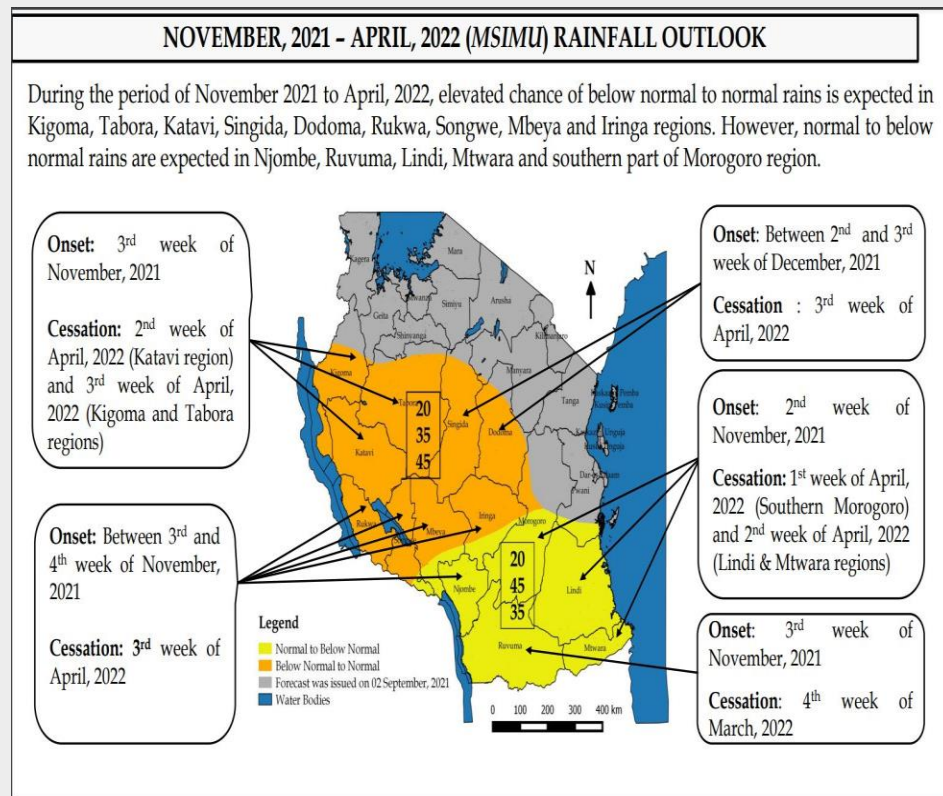 NOVEMBER, 2021 – APRIL, 2022 (MSIMU) RAINFALL OUTLOOK
During the period of November 2021 to April, 2022, elevated chance of below normal to normal rains is expected in
Kigoma, Tabora, Katavi, Singida, Dodoma, Rukwa, Songwe, Mbeya and Iringa regions. However, normal to below
normal rains are expected in Njombe, Ruvuma, Lindi, Mtwara and southern part of Morogoro region.
Onset: 3rd week of
November, 2021
Cessation: 2nd week of
April, 2022 (Katavi region)
and 3rd week of April,
2022 (Kigoma and Tabora
regions)
Onset: Between 3rd and
4th week of November,
2021
Cessation: 3rd week of
April, 2022
Onset: Between 2nd and 3rd
week of December, 2021
Cessation : 3rd week of
April, 2022
Onset: 2nd week of
November, 2021
Cessation: 1st week of April,
2022 (Southern Morogoro)
and 2nd week of April, 2022
(Lindi & Mtwara regions)
Onset: 3rd week of
November, 2021
Cessation: 4th week of
March, 2022
N
Kagera
Mara
Geita
Simiyu
Arusha
Shinyanga
Kilimanjaro
Kigoma
Manyara
Tabora
Tanga
Singida
Dodoma
Katavi
20
35
45
Rukwa
Mbeya
Iringa
Morogoro
Njombe
20
45
35
Lindi
Ruvuma
Mtwara
Legend
Normal to Below Normal
Below Normal to Normal
Forecast was issued on 02 September, 2021
Water Bodies
0 100 200 300 400 km